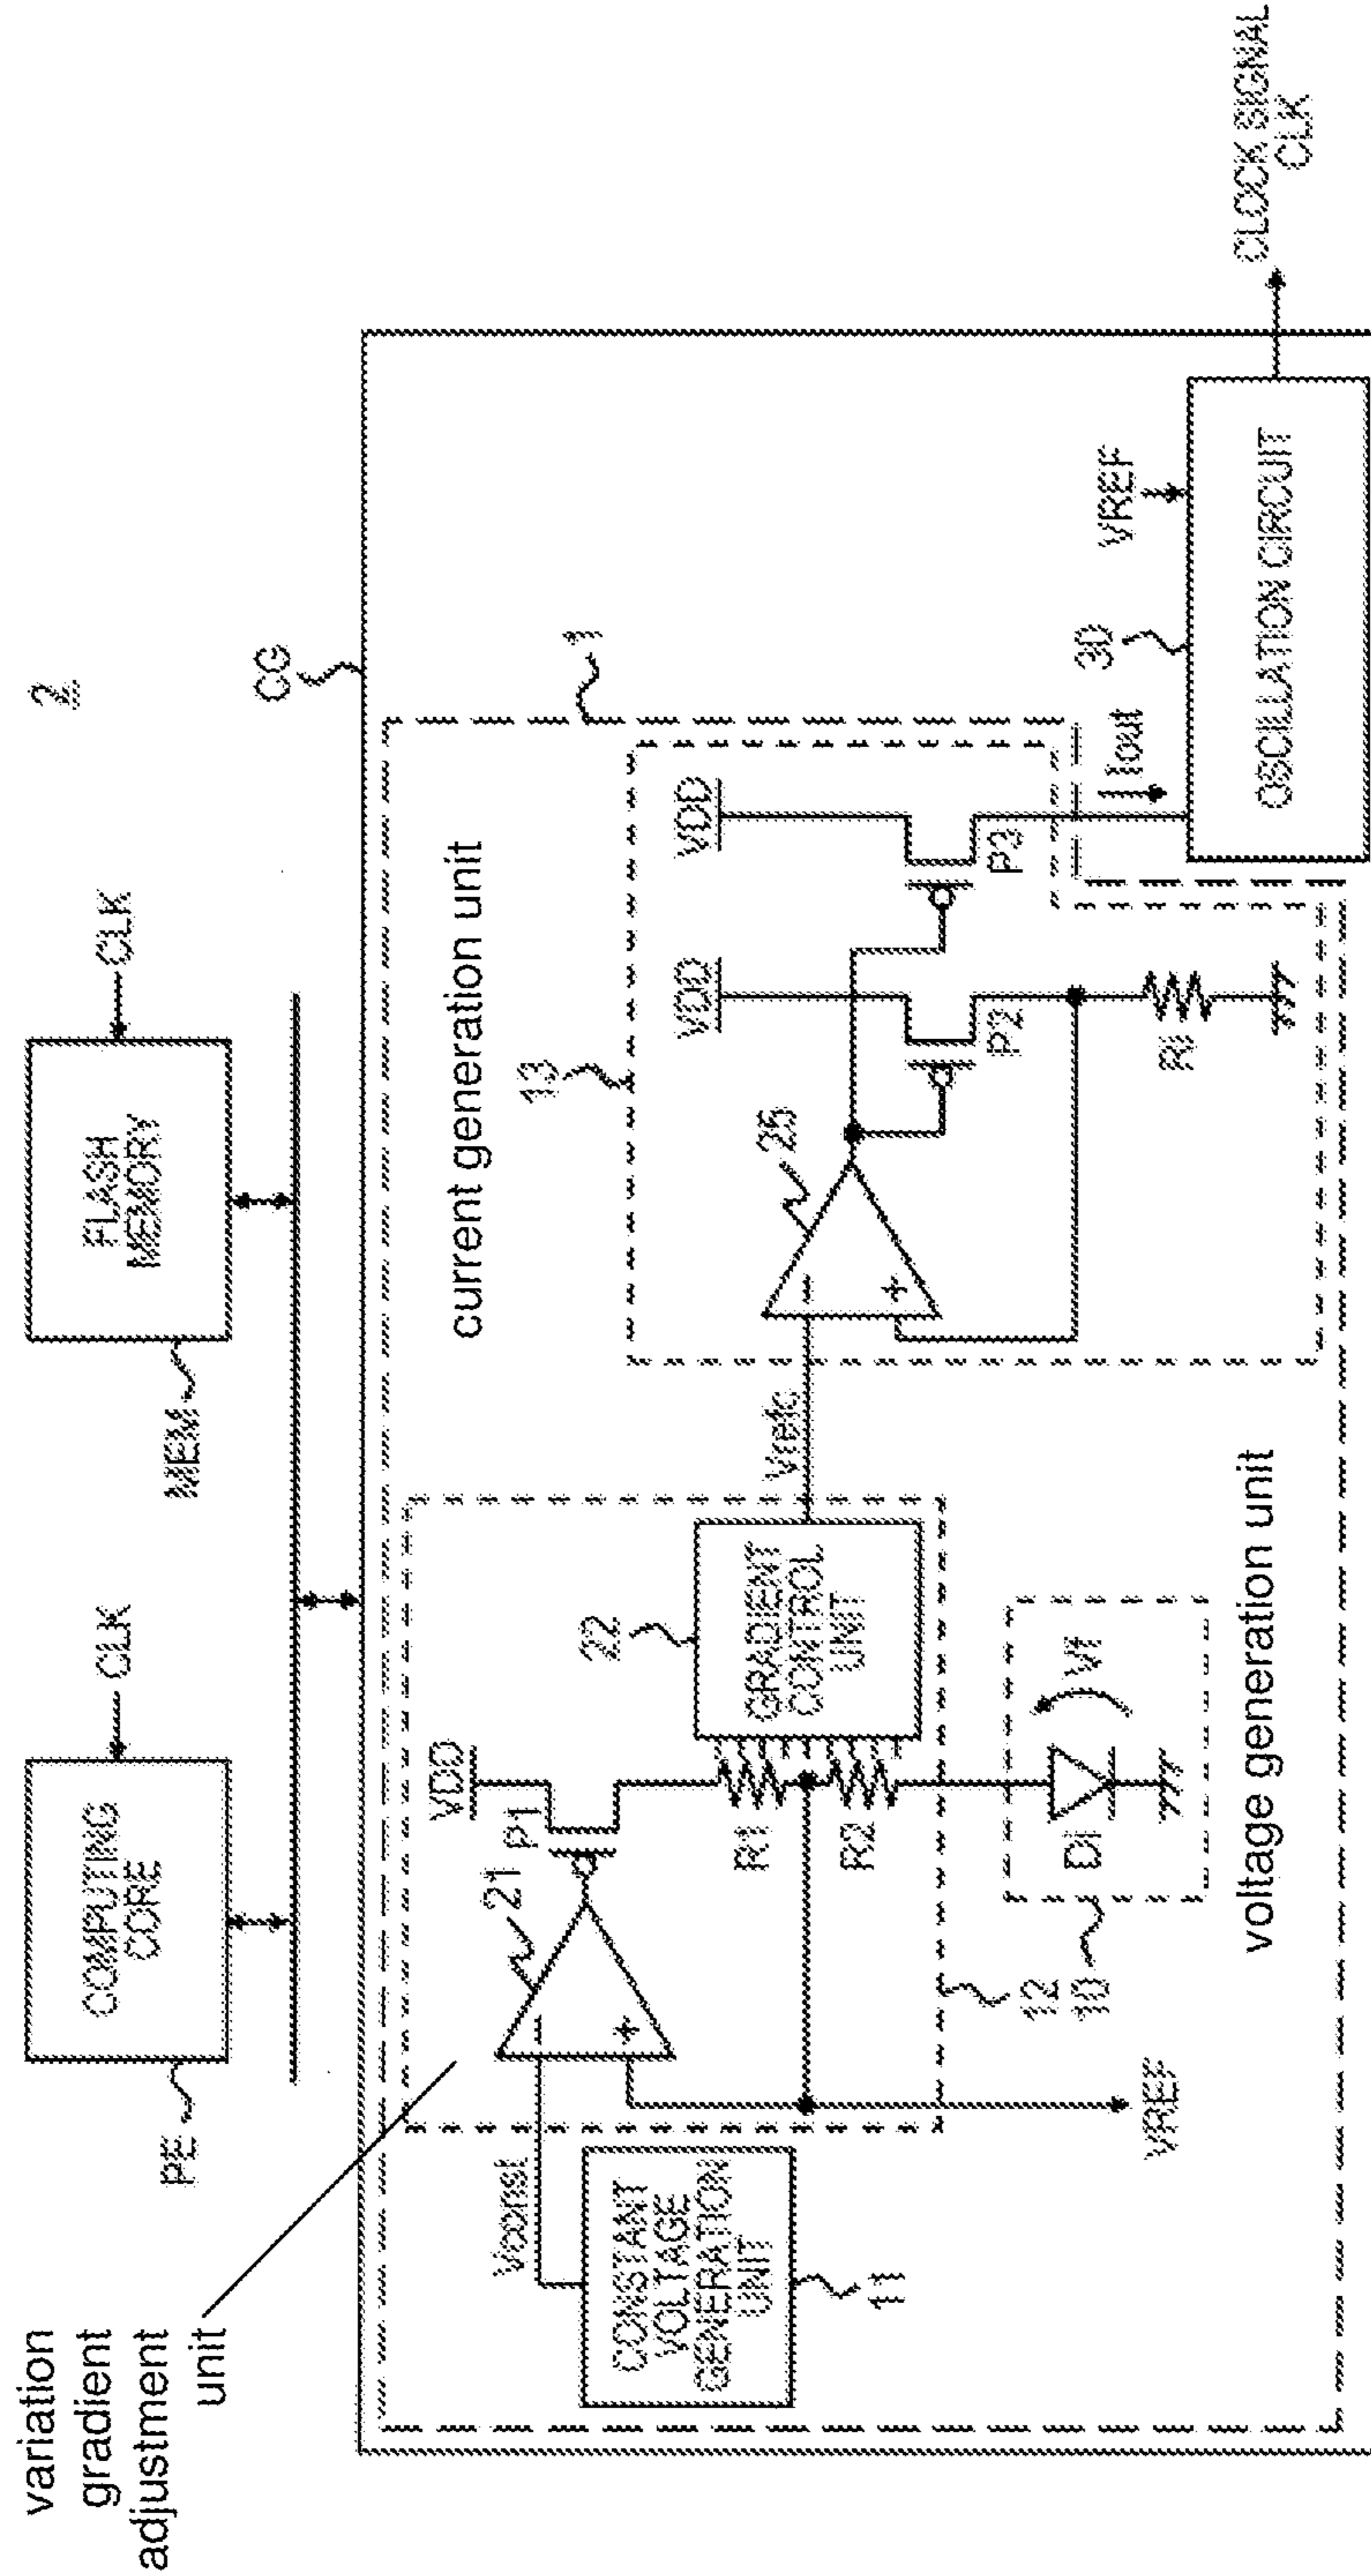 variation
gradient
adjustment
unit
2
COMPUTING
CORE
CLK
PE
FLASH
MEMORY
CLK
MEM
CG
1
current generation unit
13
VDD
P1
21
-
+
Vconst
CONSTANT
VOLTAGE
GENERATION
UNIT
11
R1
R2
22
GRADIENT
CONTROL
UNIT
Vrefc
25
-
+
VDD
VDD
P2
P3
RI
Iout
30
VREF
OSCILLATION CIRCUIT
CLOCK SIGNAL
CLK
12
10
DI
Vf
VREF
voltage generation unit